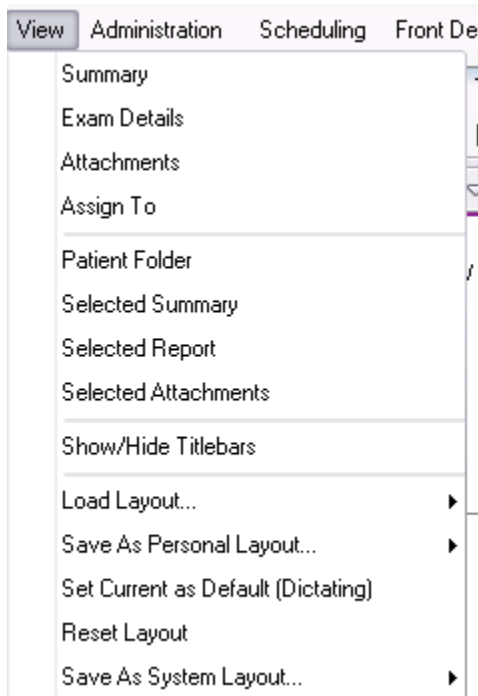 View Administration Scheduling Front De
Summary
Exam Details
Attachments
Assign To
Patient Folder
Selected Summary
Selected Report
Selected Attachments
Show/Hide Titlebars
Load Layout...
Save As Personal Layout...
Set Current as Default (Dictating)
Reset Layout
Save As System Layout...